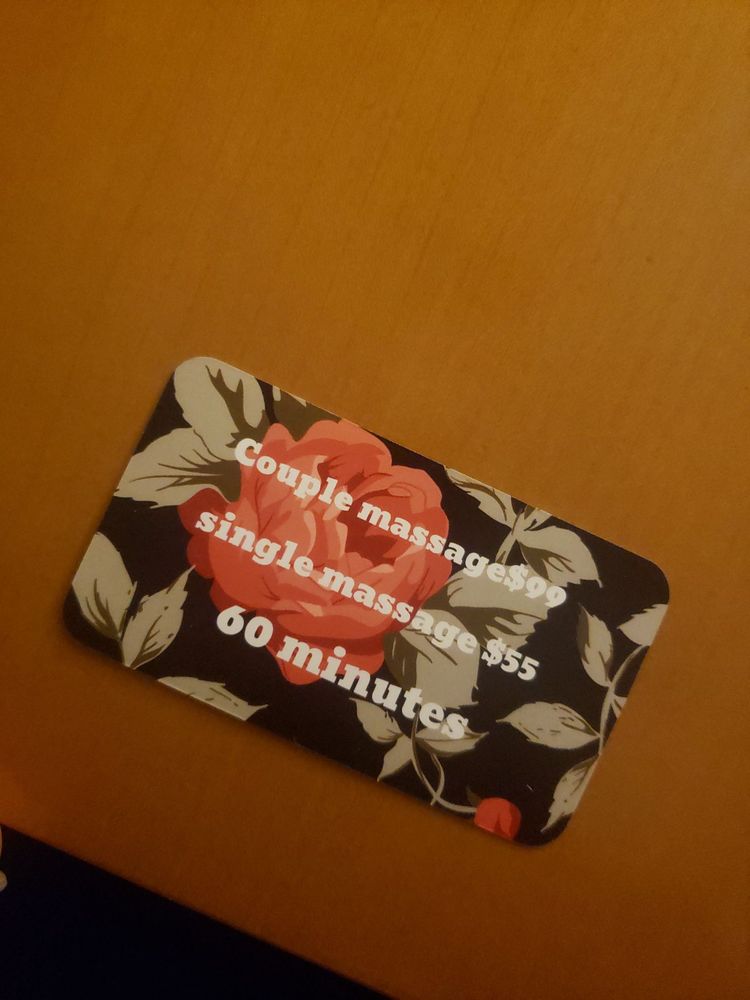 Couple massage$99
single massage $55
60 minutes